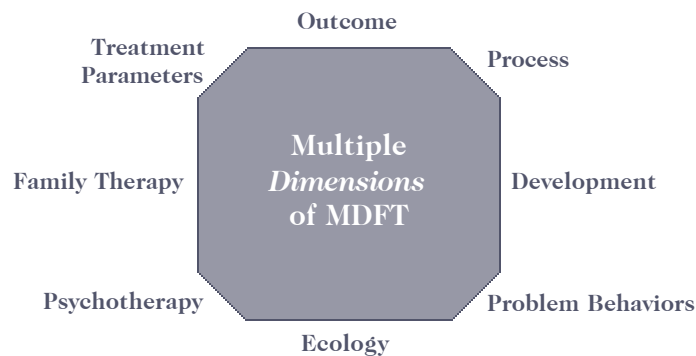 Outcome
Treatment
Parameters
Process
Multiple
Dimensions
of MDFT
Family Therapy
Development
Psychotherapy
Problem Behaviors
Ecology